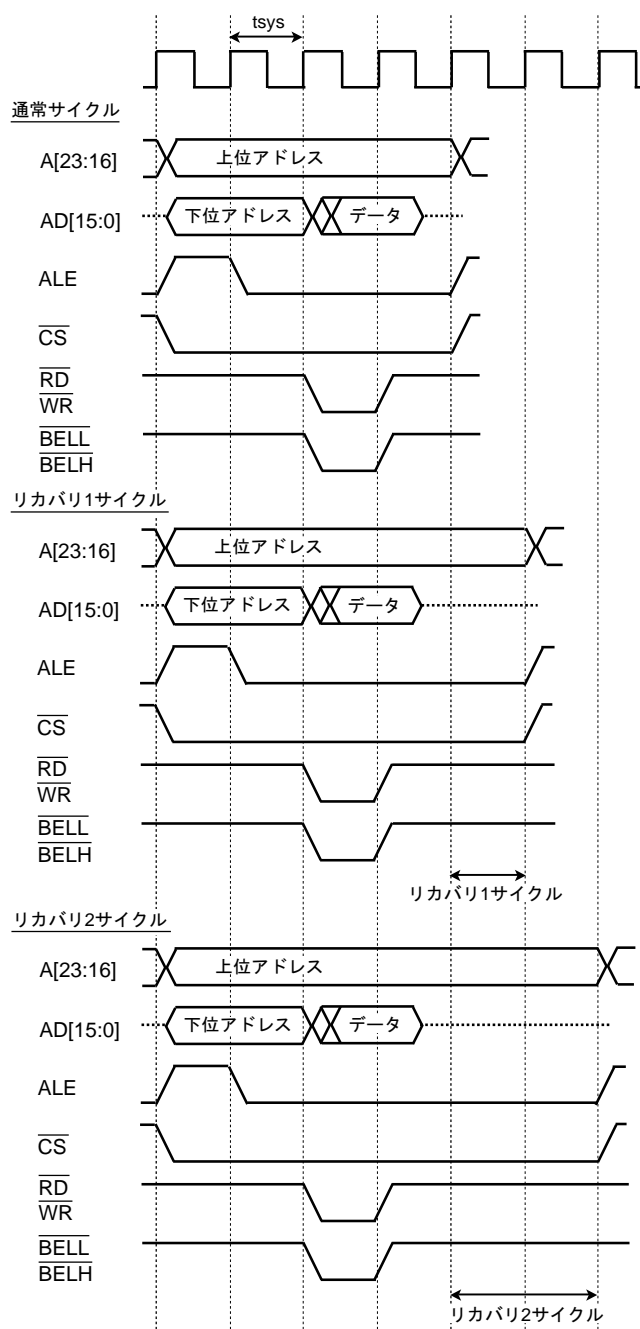 tsys
通常サイクル
A[23:16]
上位アドレス
AD[15:0]
下位アドレス
データ
ALE
CS
RD
WR
BELL
BELH
リカバリ1サイクル
A[23:16]
上位アドレス
AD[15:0]
下位アドレス
データ
ALE
CS
RD
WR
BELL
BELH
リカバリ1サイクル
リカバリ2サイクル
A[23:16]
上位アドレス
AD[15:0]
下位アドレス
データ
ALE
CS
RD
WR
BELL
BELH
リカバリ2サイクル